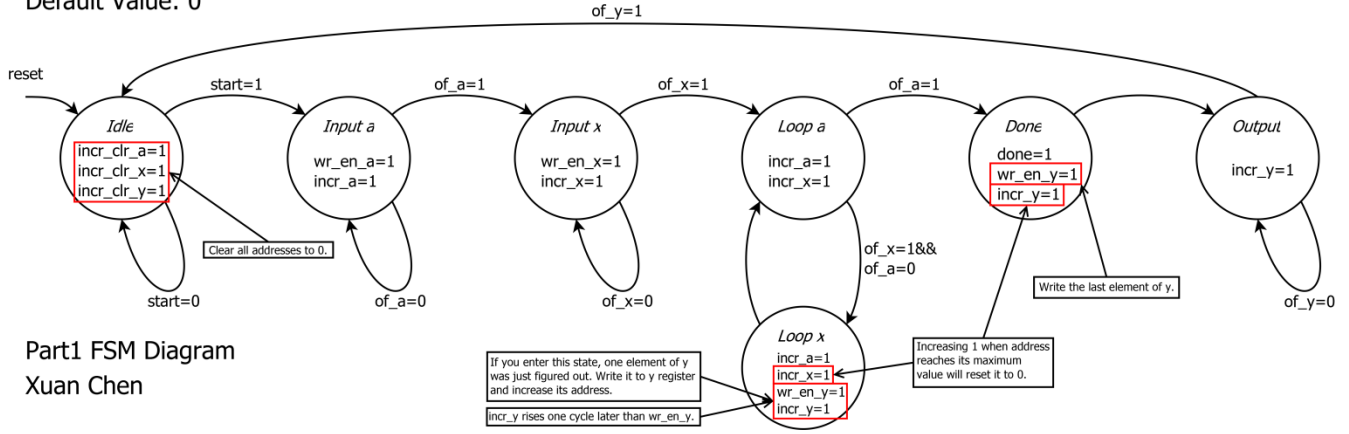 Default Value: 0
of_y=1
reset
start=1
of_a=1
of_x=1
of_a=1
Idle
incr_clr_a=1
incr_clr_x=1
incr_clr_y=1
Input a
wr_en_a=1
incr_a=1
Input x
wr_en_x=1
incr_x=1
Loop a
incr_a=1
incr_x=1
Done
done=1
wr_en_y=1
incr_y=1
Output
incr_y=1
Clear all addresses to 0.
start=0
of_a=0
of_x=0
of_x=1&&
of_a=0
Write the last element of y.
of_y=0
Loop x
incr_a=1
incr_x=1
wr_en_y=1
incr_y=1
If you enter this state, one element of y
was just figured out. Write it to y register
and increase its address.
incr_y rises one cycle later than wr_en_y.
Increasing 1 when address
reaches its maximum
value will reset it to 0.
Part1 FSM Diagram
Xuan Chen